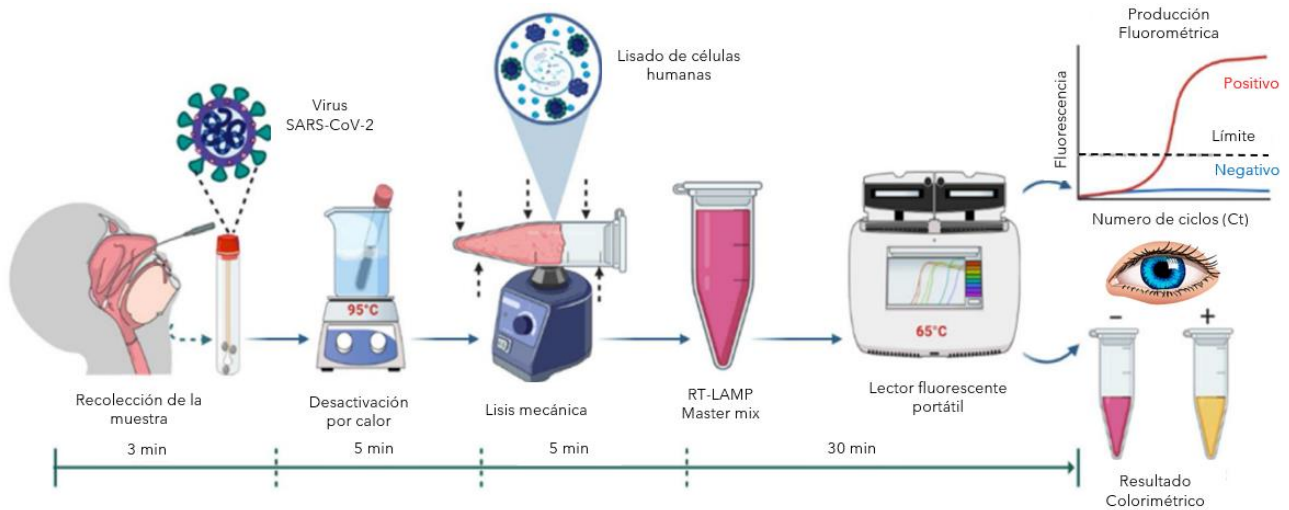 Producción
Fluorométrica
Fluorescencia
Positivo
Límite
Negativo
Numero de ciclos (Ct)
Lisado de células
humanas
Virus
SARS-CoV-2
95°C
65°C
Recolección de la
muestra
Desactivación
por calor
Lisis mecánica
RT-LAMP
Master mix
Lector fluorescente
portátil
3 min
5 min
5 min
30 min
−
+
Resultado
Colorimétrico